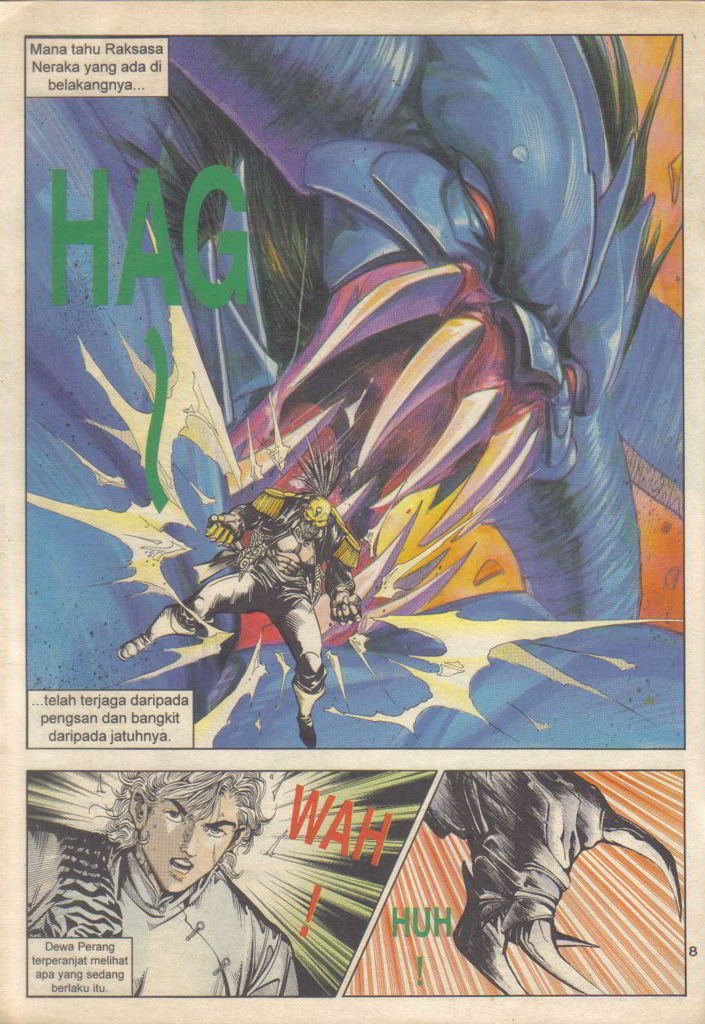 Mana tahu Raksasa
Neraka yang ada di
belakangnya...
HAG
~
...telah terjaga daripada
pengsan dan bangkit
daripada jatuhnya.
WAH
!
Dewa Perang
terperanjat melihat
apa yang sedang
berlaku itu.
HUH
!
8